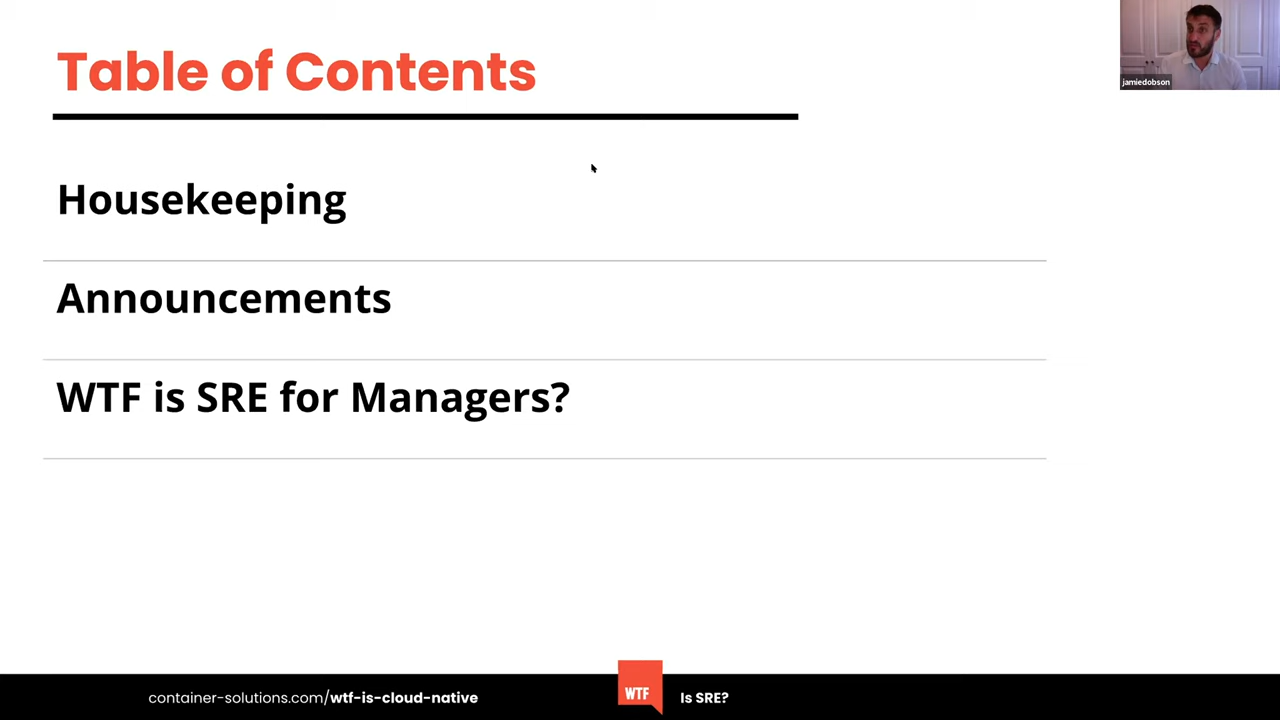 Table of Contents
jamiedobson
Housekeeping
Announcements
WTF is SRE for Managers?
container-solutions.com/wtf-is-cloud-native
WTF
Is SRE?